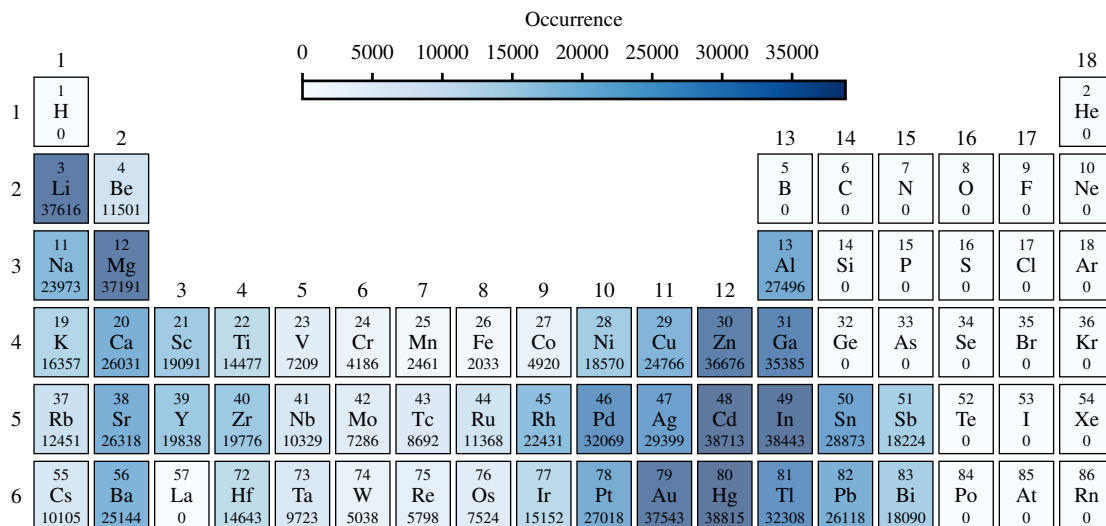 Occurrence
0 5000 10000 15000 20000 25000 30000 35000
1 18
1 1 2
H He
0 0
2 13 14 15 16 17
2 3 4 5 6 7 8 9 10
Li Be B C N O F Ne
37616 11501 0 0 0 0 0 0
3 11 12 13 14 15 16 17 18
Na Mg Al Si P S Cl Ar
23973 37191 27496 0 0 0 0 0
3 4 5 6 7 8 9 10 11 12
4 19 20 21 22 23 24 25 26 27 28 29 30 31 32 33 34 35 36
K Ca Sc Ti V Cr Mn Fe Co Ni Cu Zn Ga Ge As Se Br Kr
16357 26031 19091 14477 7209 4186 2461 2033 4920 18570 24766 36676 35385 0 0 0 0 0
5 37 38 39 40 41 42 43 44 45 46 47 48 49 50 51 52 53 54
Rb Sr Y Zr Nb Mo Tc Ru Rh Pd Ag Cd In Sn Sb Te I Xe
12451 26318 19838 19776 10329 7286 8692 11368 22431 32069 29399 38713 38443 28873 18224 0 0 0
6 55 56 57 72 73 74 75 76 77 78 79 80 81 82 83 84 85 86
Cs Ba La Hf Ta W Re Os Ir Pt Au Hg Tl Pb Bi Po At Rn
10105 25144 0 14643 9723 5038 5798 7524 15152 27018 37543 38815 32308 26118 18090 0 0 0